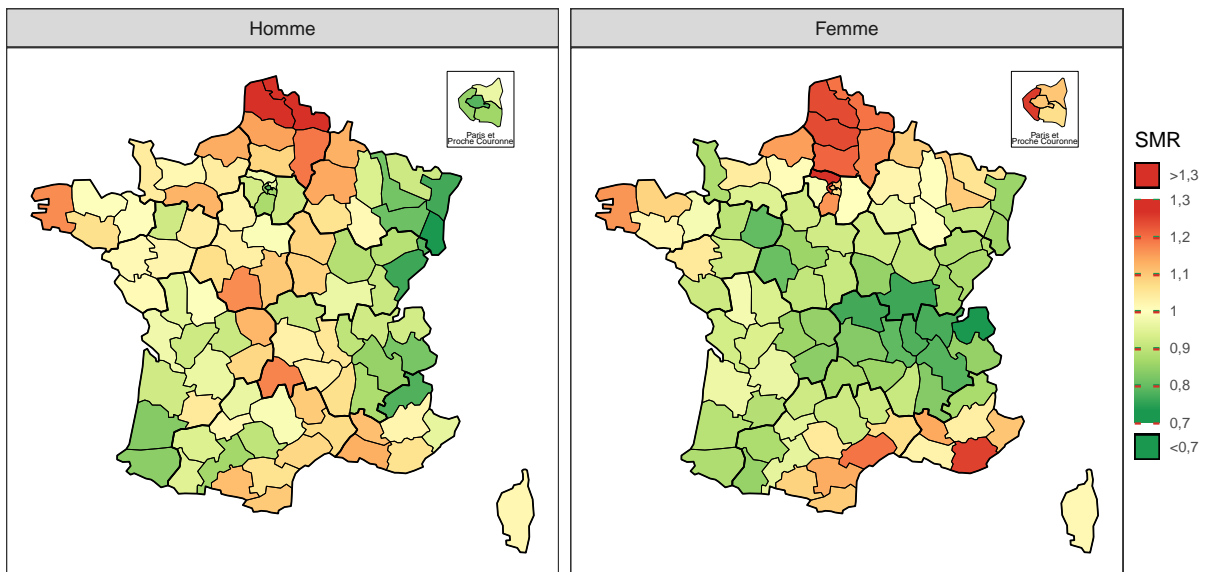 Homme
Femme
Paris et
Proche Couronne
Paris et
Proche Couronne
SMR
>1,3
1,3
1,2
1,1
1
0,9
0,8
0,7
<0,7